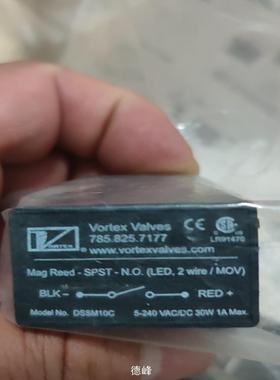 VORTEX
Vortex Valves
785.825.7177
www.vortexvalves.com
CE
LR91470
Mag Reed - SPST - N.O. (LED, 2 wire / MOV)
BLK - RED +
Model No. DSSM10C 5-240 VAC/DC 30W 1A Max.
德峰